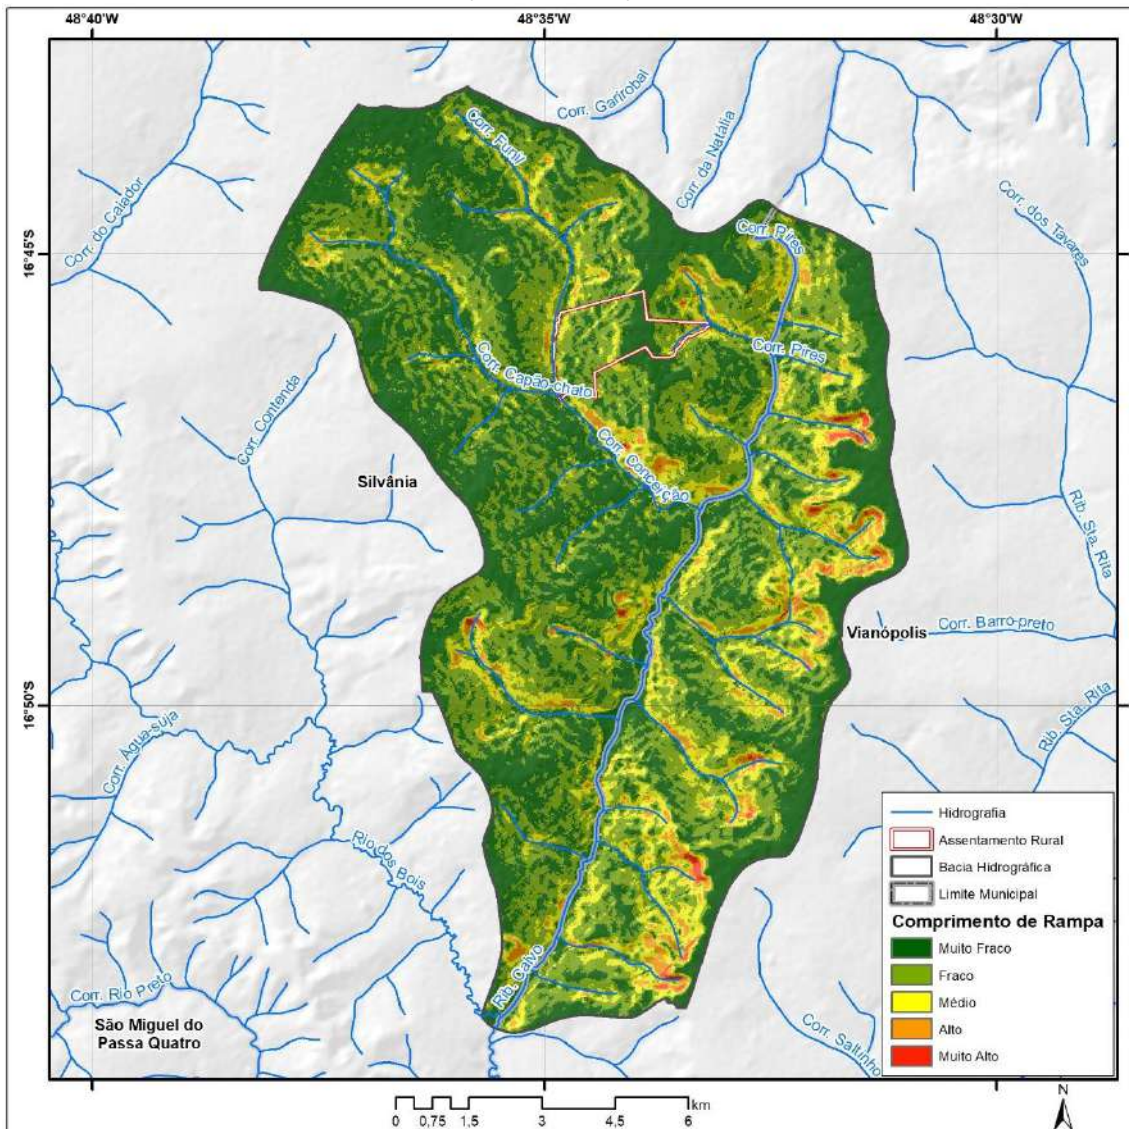 48°40'W
48°35'W
48°30'W
16°45'S
16°50'S
Corr. Garirobal
Corr. da Natália
Corr. Funil
Corr. do Caiador
Corr. dos Tavares
Corr. Pires
Corr. Pires
Corr. Capão-chato
Corr. Contenda
Corr. Conceição
Silvânia
Rib. Sta. Rita
Vianópolis
Corr. Barro-preto
Rib. Sta. Rita
Corr. Água-suja
Rio dos Bois
Rib. Calvo
Corr. Rio Preto
São Miguel do
Passa Quatro
Corr. Saltinho
Hidrografia
Assentamento Rural
Bacia Hidrográfica
Limite Municipal
Comprimento de Rampa
Muito Fraco
Fraco
Médio
Alto
Muito Alto
km
0 0,75 1,5 3 4,5 6
N